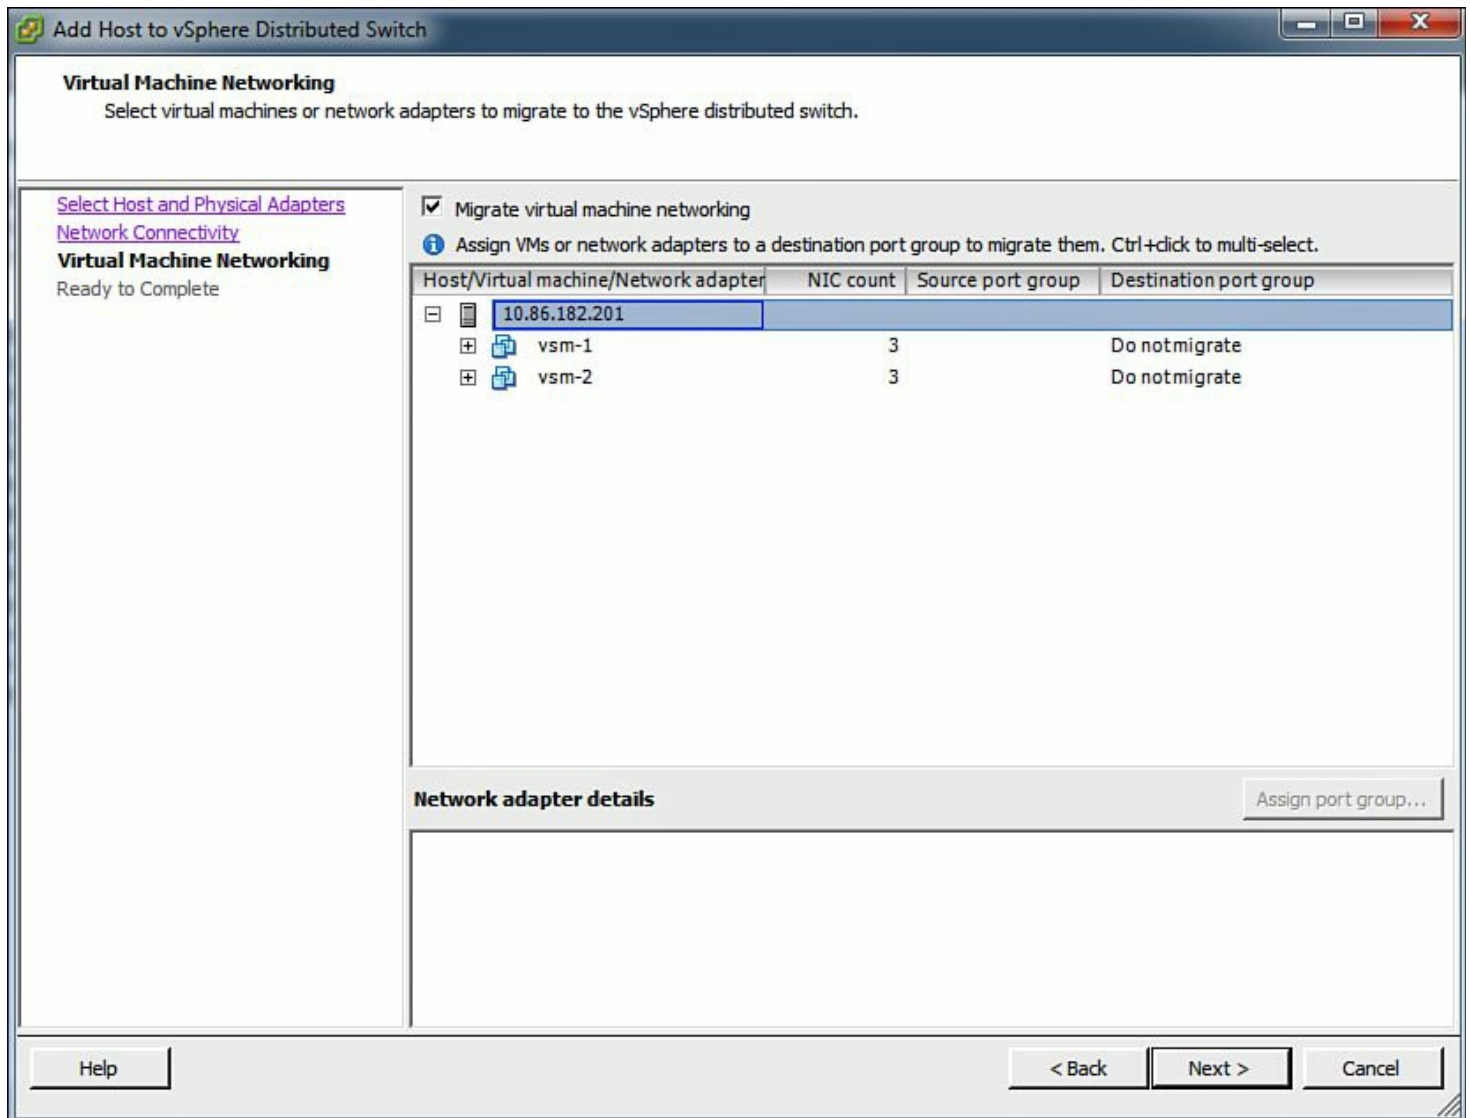 Add Host to vSphere Distributed Switch
Virtual Machine Networking
Select virtual machines or network adapters to migrate to the vSphere distributed switch.
Select Host and Physical Adapters
Network Connectivity
Virtual Machine Networking
Ready to Complete
Migrate virtual machine networking
Assign VMs or network adapters to a destination port group to migrate them. Ctrl+click to multi-select.
Host/Virtual machine/Network adapter NIC count Source port group Destination port group
10.86.182.201
vsm-1 3 Do not migrate
vsm-2 3 Do not migrate
Network adapter details Assign port group...
Help < Back Next > Cancel